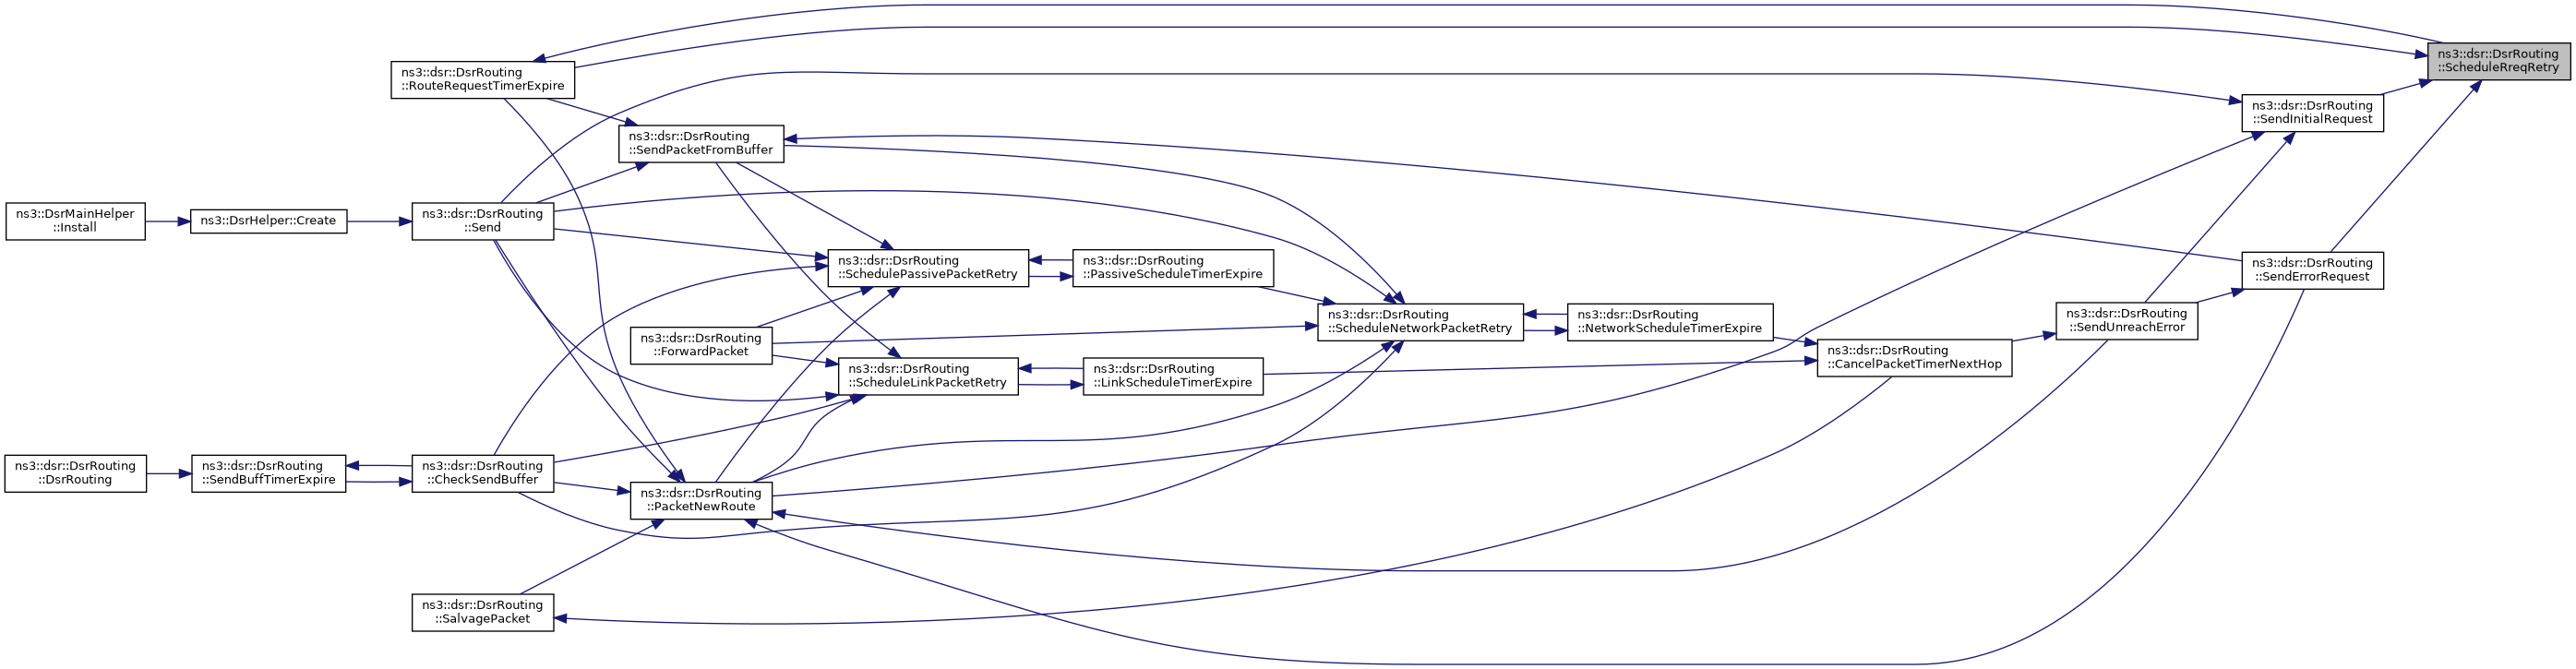 ns3::dsr::DsrRouting
::ScheduleRreqRetry
ns3::dsr::DsrRouting
::RouteRequestTimerExpire
ns3::dsr::DsrRouting
::SendInitialRequest
ns3::dsr::DsrRouting
::SendPacketFromBuffer
ns3::DsrMainHelper
::Install
ns3::DsrHelper::Create
ns3::dsr::DsrRouting
::Send
ns3::dsr::DsrRouting
::SchedulePassivePacketRetry
ns3::dsr::DsrRouting
::PassiveScheduleTimerExpire
ns3::dsr::DsrRouting
::SendErrorRequest
ns3::dsr::DsrRouting
::ScheduleNetworkPacketRetry
ns3::dsr::DsrRouting
::NetworkScheduleTimerExpire
ns3::dsr::DsrRouting
::SendUnreachError
ns3::dsr::DsrRouting
::ForwardPacket
ns3::dsr::DsrRouting
::CancelPacketTimerNextHop
ns3::dsr::DsrRouting
::ScheduleLinkPacketRetry
ns3::dsr::DsrRouting
::LinkScheduleTimerExpire
ns3::dsr::DsrRouting
::DsrRouting
ns3::dsr::DsrRouting
::SendBuffTimerExpire
ns3::dsr::DsrRouting
::CheckSendBuffer
ns3::dsr::DsrRouting
::PacketNewRoute
ns3::dsr::DsrRouting
::SalvagePacket